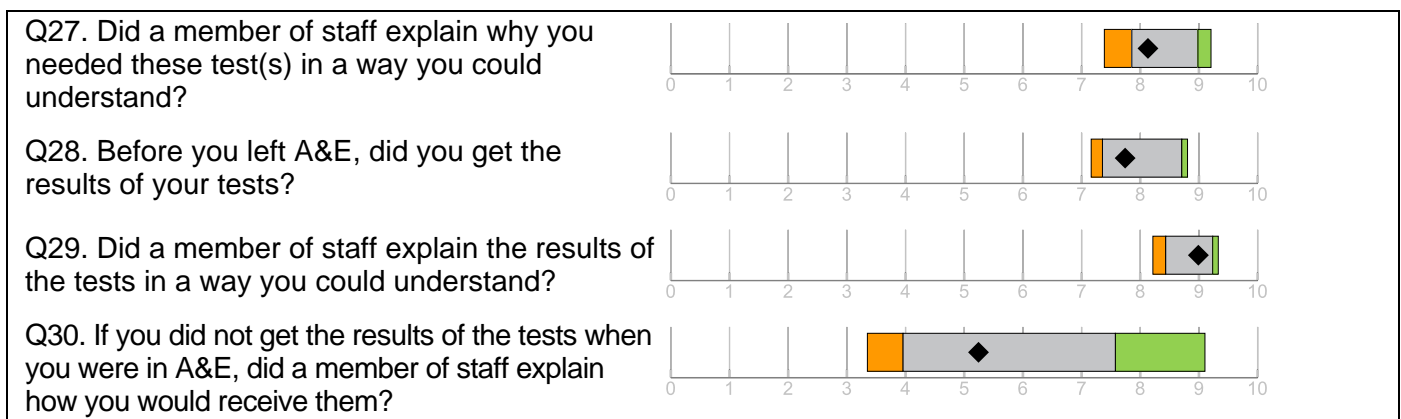 Q27. Did a member of staff explain why you
needed these test(s) in a way you could
understand?
0 1 2 3 4 5 6 7 8 9 10
Q28. Before you left A&E, did you get the
results of your tests?
0 1 2 3 4 5 6 7 8 9 10
Q29. Did a member of staff explain the results of
the tests in a way you could understand?
0 1 2 3 4 5 6 7 8 9 10
Q30. If you did not get the results of the tests when
you were in A&E, did a member of staff explain
how you would receive them?
0 1 2 3 4 5 6 7 8 9 10